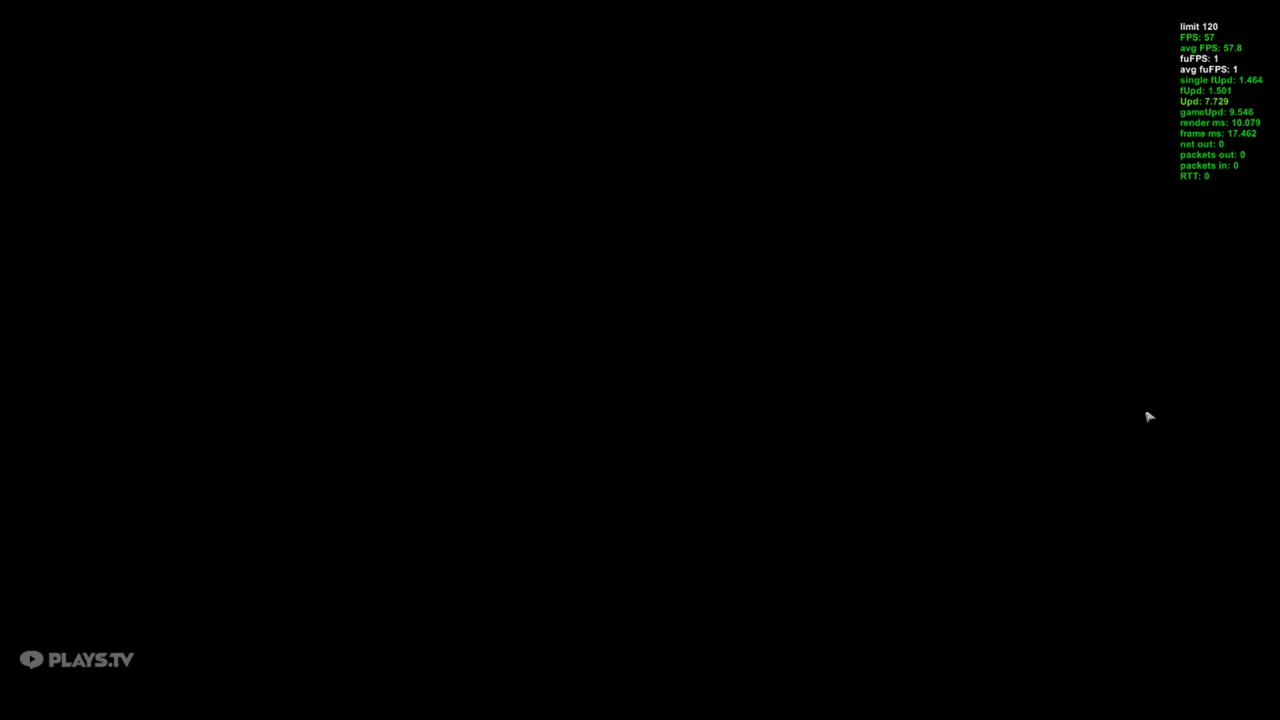 limit 120
FPS: 57
avg FPS: 57.8
fuFPS: 1
avg fuFPS: 1
single fUpd: 1.464
fUpd: 1.501
Upd: 7.729
gameUpd: 9.546
render ms: 10.079
frame ms: 17.462
net out: 0
packets out: 0
packets in: 0
RTT: 0
PLAYS.TV